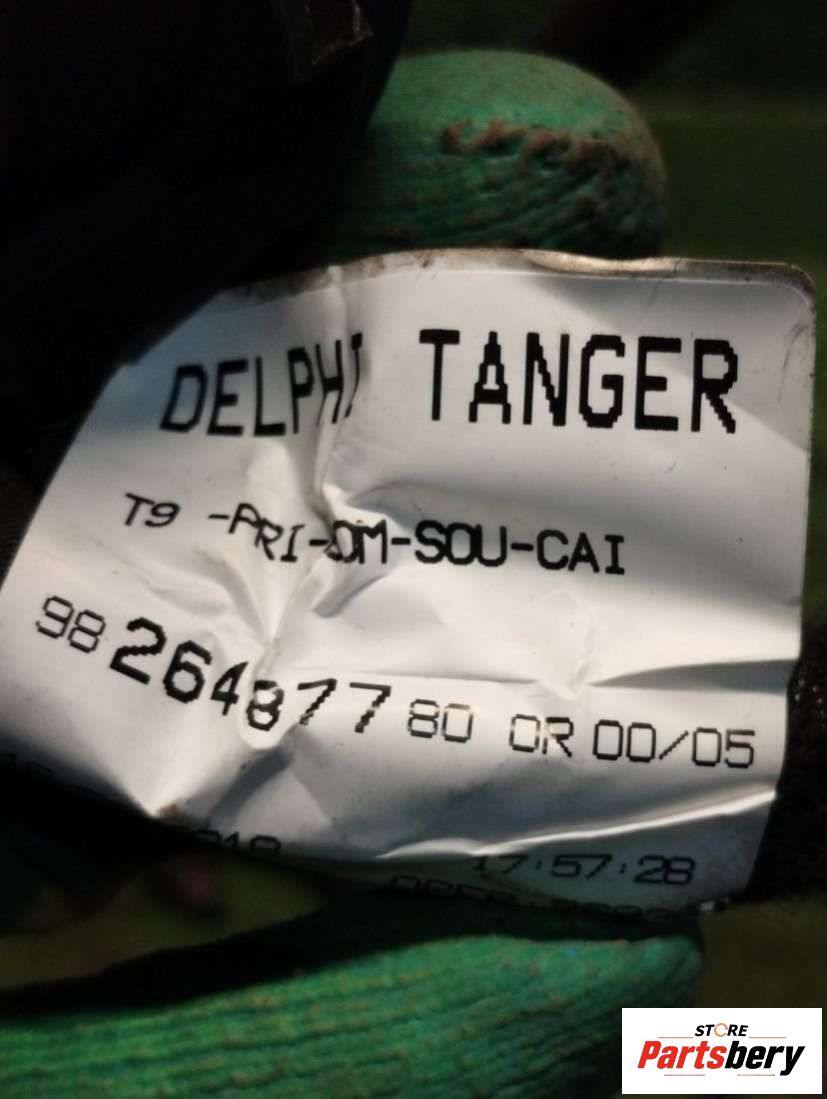 DELPHI TANGER
T9 -PRI-DM-SOU-CAI
98 264877 80 OR 00/05
17:57:28
STORE
Partsbery